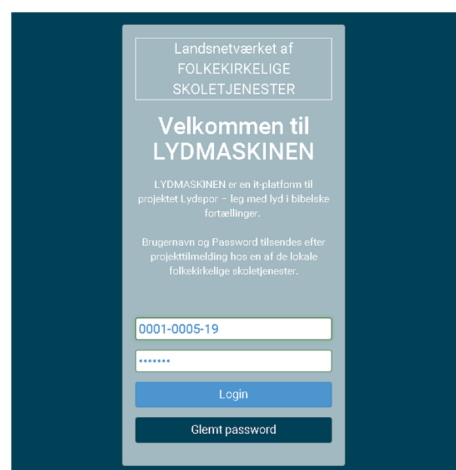 Landsnetværket af
FOLKEKIRKELIGE
SKOLETJENESTER
Velkommen til
LYDMASKINEN
LYDMASKINEN er en it-platform til
projektet Lydspor – leg med lyd i bibelske
fortællinger.
Brugernavn og Password tilsendes efter
projekttilmelding hos en af de lokale
folkekirkelige skoletjenester.
0001-0005-19
•••••••
Login
Glemt password